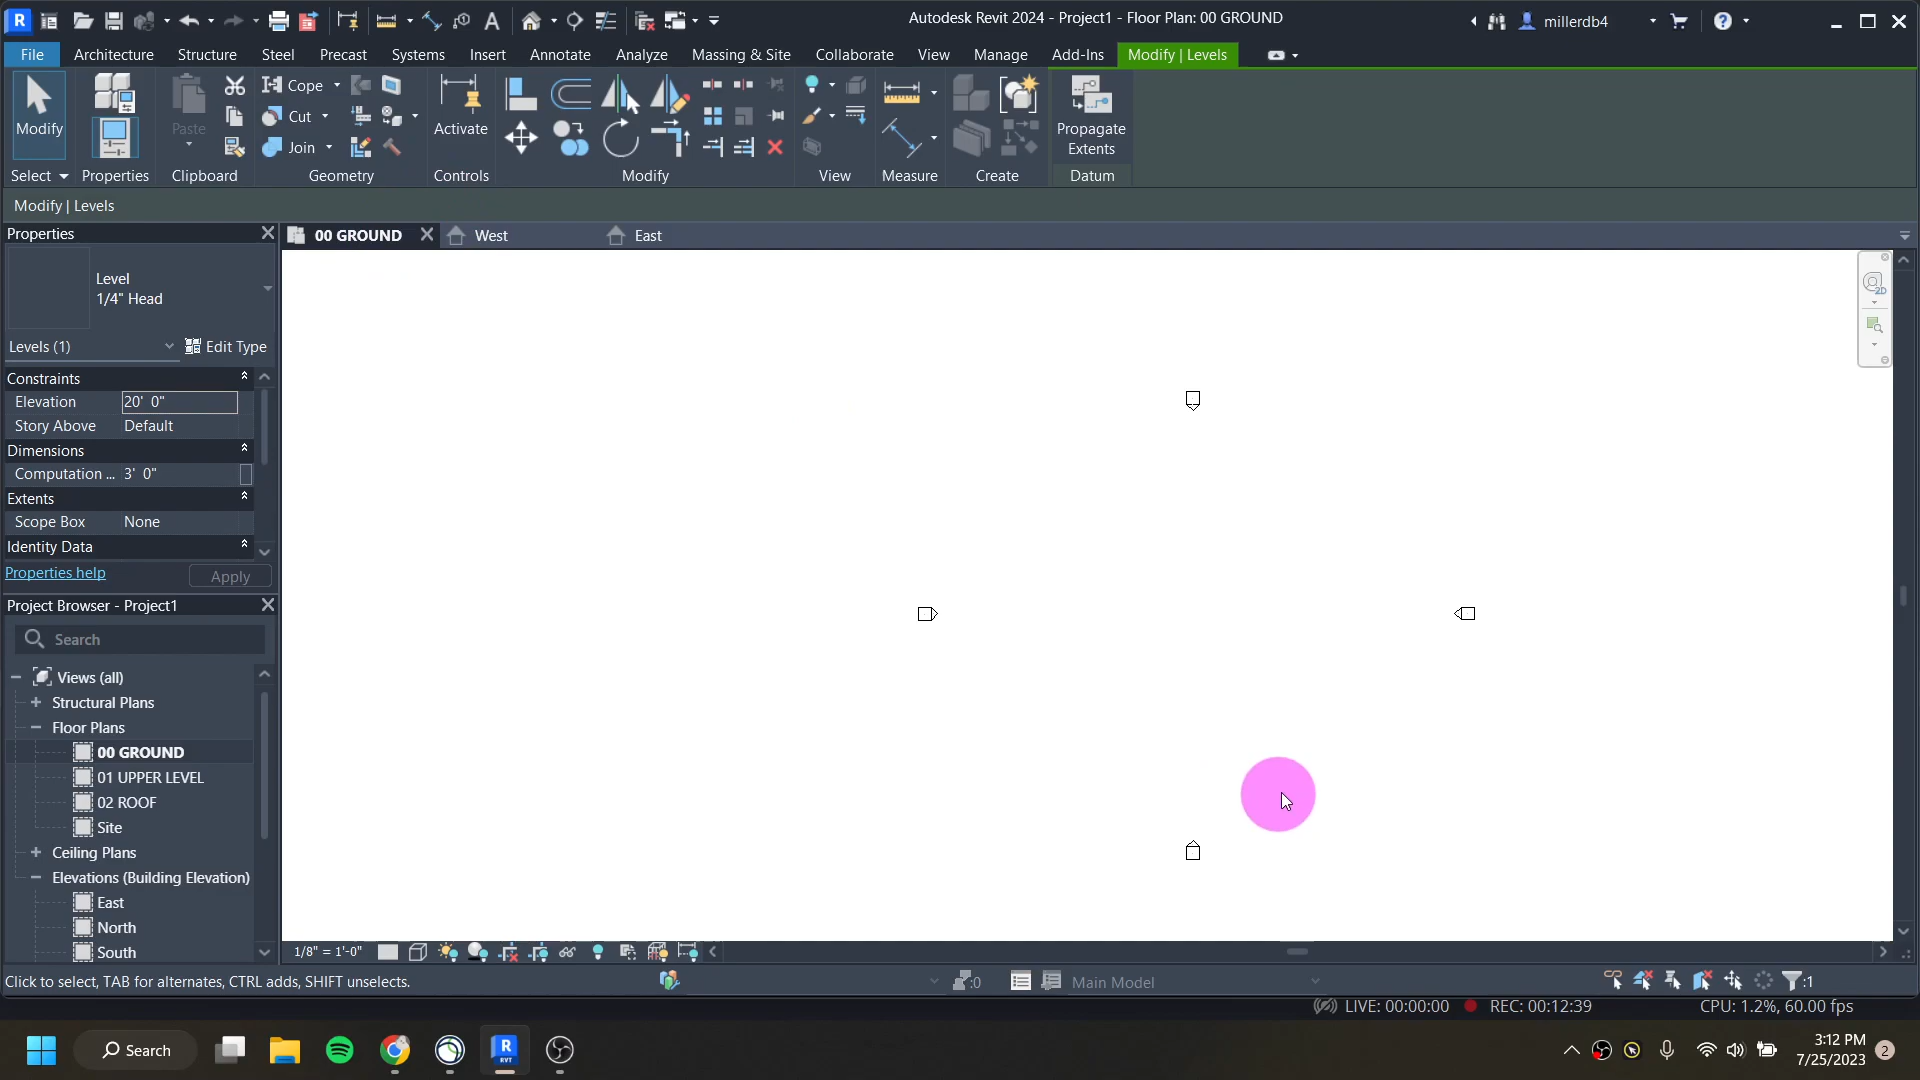 R
Autodesk Revit 2024 - Project1 - Floor Plan: 00 GROUND
millerdb4
File
Architecture
Structure
Steel
Precast
Systems
Insert
Annotate
Analyze
Massing & Site
Collaborate
View
Manage
Add-Ins
Modify | Levels
Modify
Paste
Cope
Cut
Join
Activate
Propagate
Extents
Select
Properties
Clipboard
Geometry
Controls
Modify
View
Measure
Create
Datum
Modify | Levels
Properties
00 GROUND
West
East
Level
1/4" Head
Levels (1)
Edit Type
Constraints
Elevation 20' 0"
Story Above Default
Dimensions
Computation ... 3' 0"
Extents
Scope Box None
Identity Data
Properties help
Apply
Project Browser - Project1
Search
Views (all)
Structural Plans
Floor Plans
00 GROUND
01 UPPER LEVEL
02 ROOF
Site
Ceiling Plans
Elevations (Building Elevation)
East
North
South
2D
1/8" = 1'-0"
Click to select, TAB for alternates, CTRL adds, SHIFT unselects.
:0
Main Model
:1
LIVE: 00:00:00
REC: 00:12:39
CPU: 1.2%, 60.00 fps
Search
R
RVT
3:12 PM
7/25/2023
2